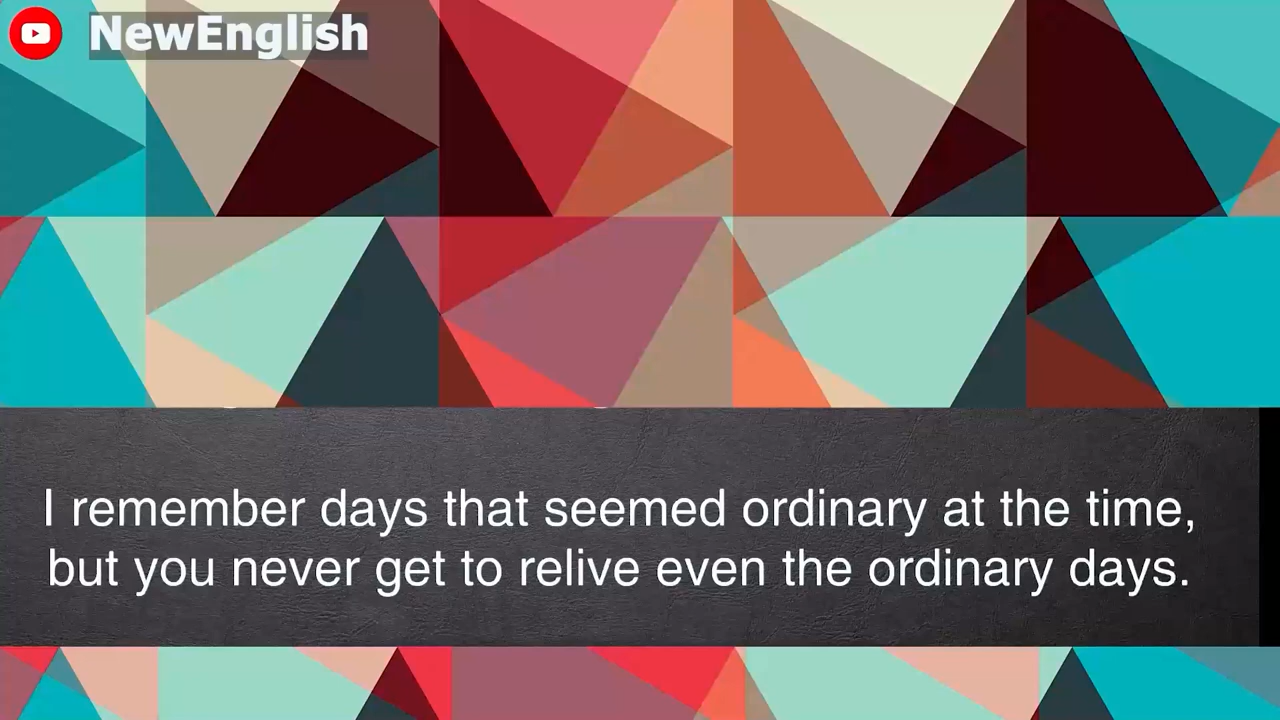 NewEnglish
I remember days that seemed ordinary at the time,
but you never get to relive even the ordinary days.